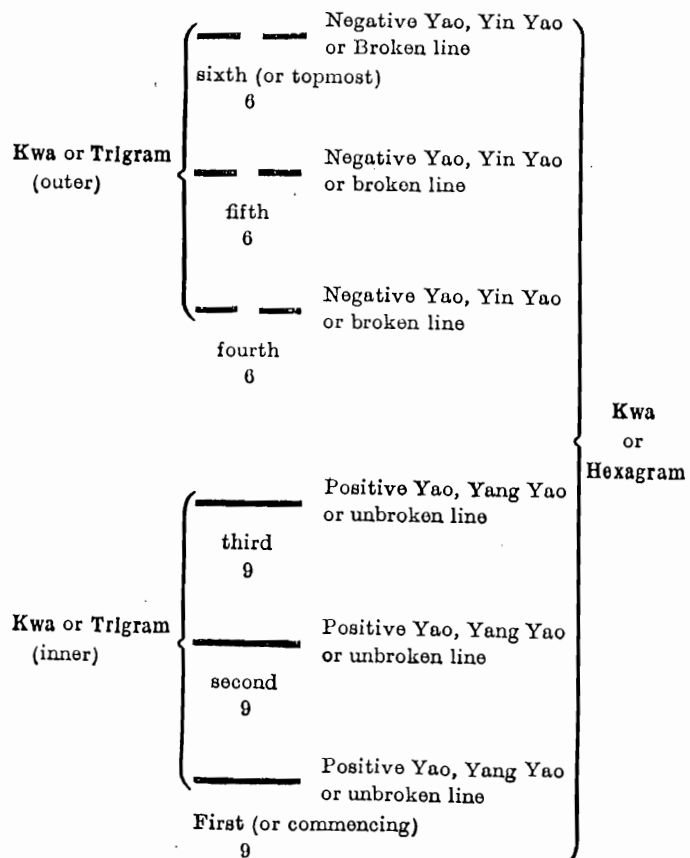 Negative Yao, Yin Yao
or Broken line
sixth (or topmost)
6
Kwa or Trigram
(outer)
Negative Yao, Yin Yao
or broken line
fifth
6
Negative Yao, Yin Yao
or broken line
fourth
6
Kwa
or
Hexagram
Positive Yao, Yang Yao
or unbroken line
third
9
Kwa or Trigram
(inner)
Positive Yao, Yang Yao
or unbroken line
second
9
Positive Yao, Yang Yao
or unbroken line
First (or commencing)
9